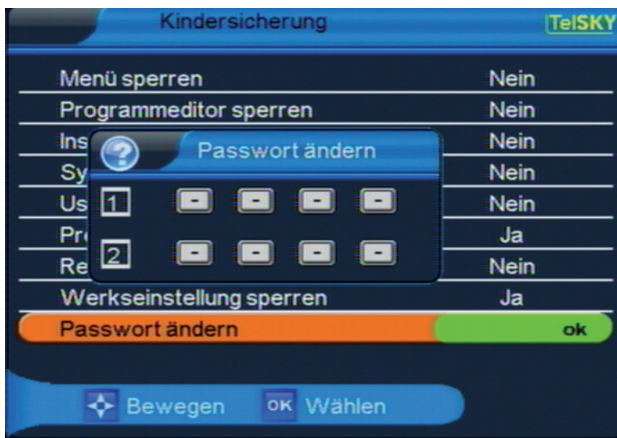 Kindersicherung TelSKY
Menü sperren Nein
Programmeditor sperren Nein
Nein
Nein
Nein
Ja
Nein
Passwort ändern
1 - - - -
2 - - - -
Werkseinstellung sperren Ja
Passwort ändern ok
Bewegen OK Wählen